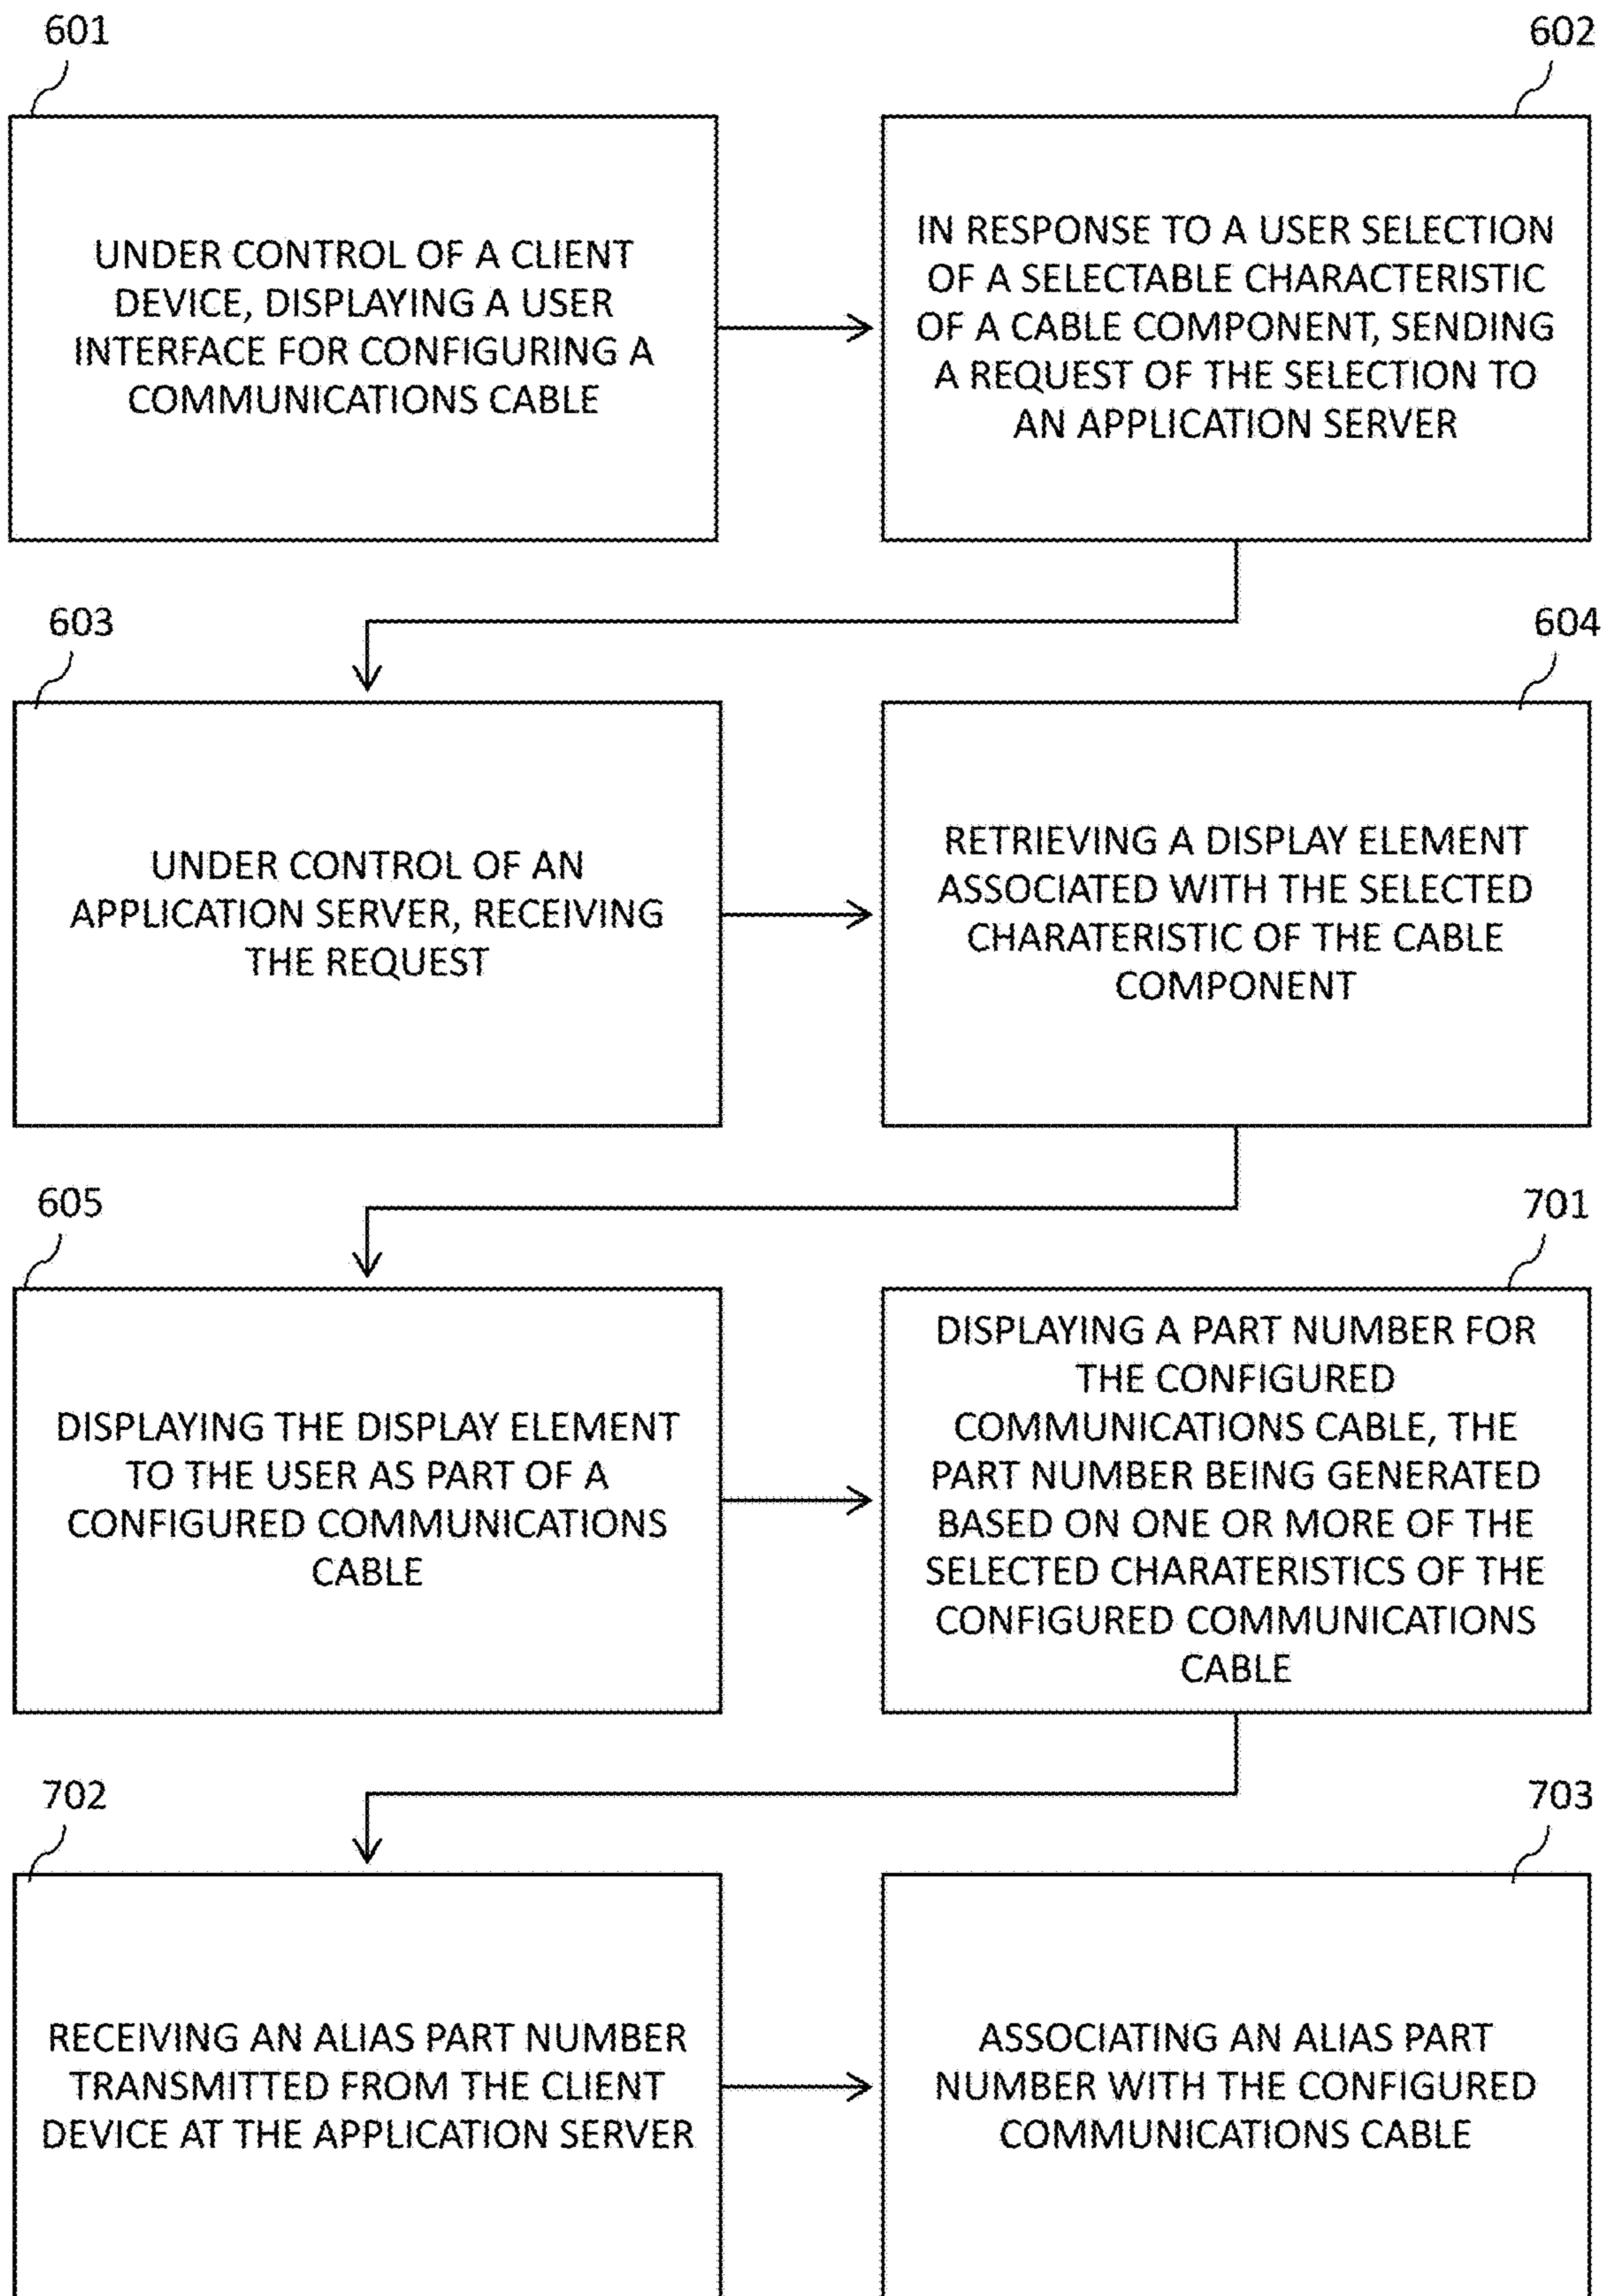 601
UNDER CONTROL OF A CLIENT
DEVICE, DISPLAYING A USER
INTERFACE FOR CONFIGURING A
COMMUNICATIONS CABLE
602
IN RESPONSE TO A USER SELECTION
OF A SELECTABLE CHARACTERISTIC
OF A CABLE COMPONENT, SENDING
A REQUEST OF THE SELECTION TO
AN APPLICATION SERVER
603
UNDER CONTROL OF AN
APPLICATION SERVER, RECEIVING
THE REQUEST
604
RETRIEVING A DISPLAY ELEMENT
ASSOCIATED WITH THE SELECTED
CHARATERISTIC OF THE CABLE
COMPONENT
605
DISPLAYING THE DISPLAY ELEMENT
TO THE USER AS PART OF A
CONFIGURED COMMUNICATIONS
CABLE
701
DISPLAYING A PART NUMBER FOR
THE CONFIGURED
COMMUNICATIONS CABLE, THE
PART NUMBER BEING GENERATED
BASED ON ONE OR MORE OF THE
SELECTED CHARATERISTICS OF THE
CONFIGURED COMMUNICATIONS
CABLE
702
RECEIVING AN ALIAS PART NUMBER
TRANSMITTED FROM THE CLIENT
DEVICE AT THE APPLICATION SERVER
703
ASSOCIATING AN ALIAS PART
NUMBER WITH THE CONFIGURED
COMMUNICATIONS CABLE